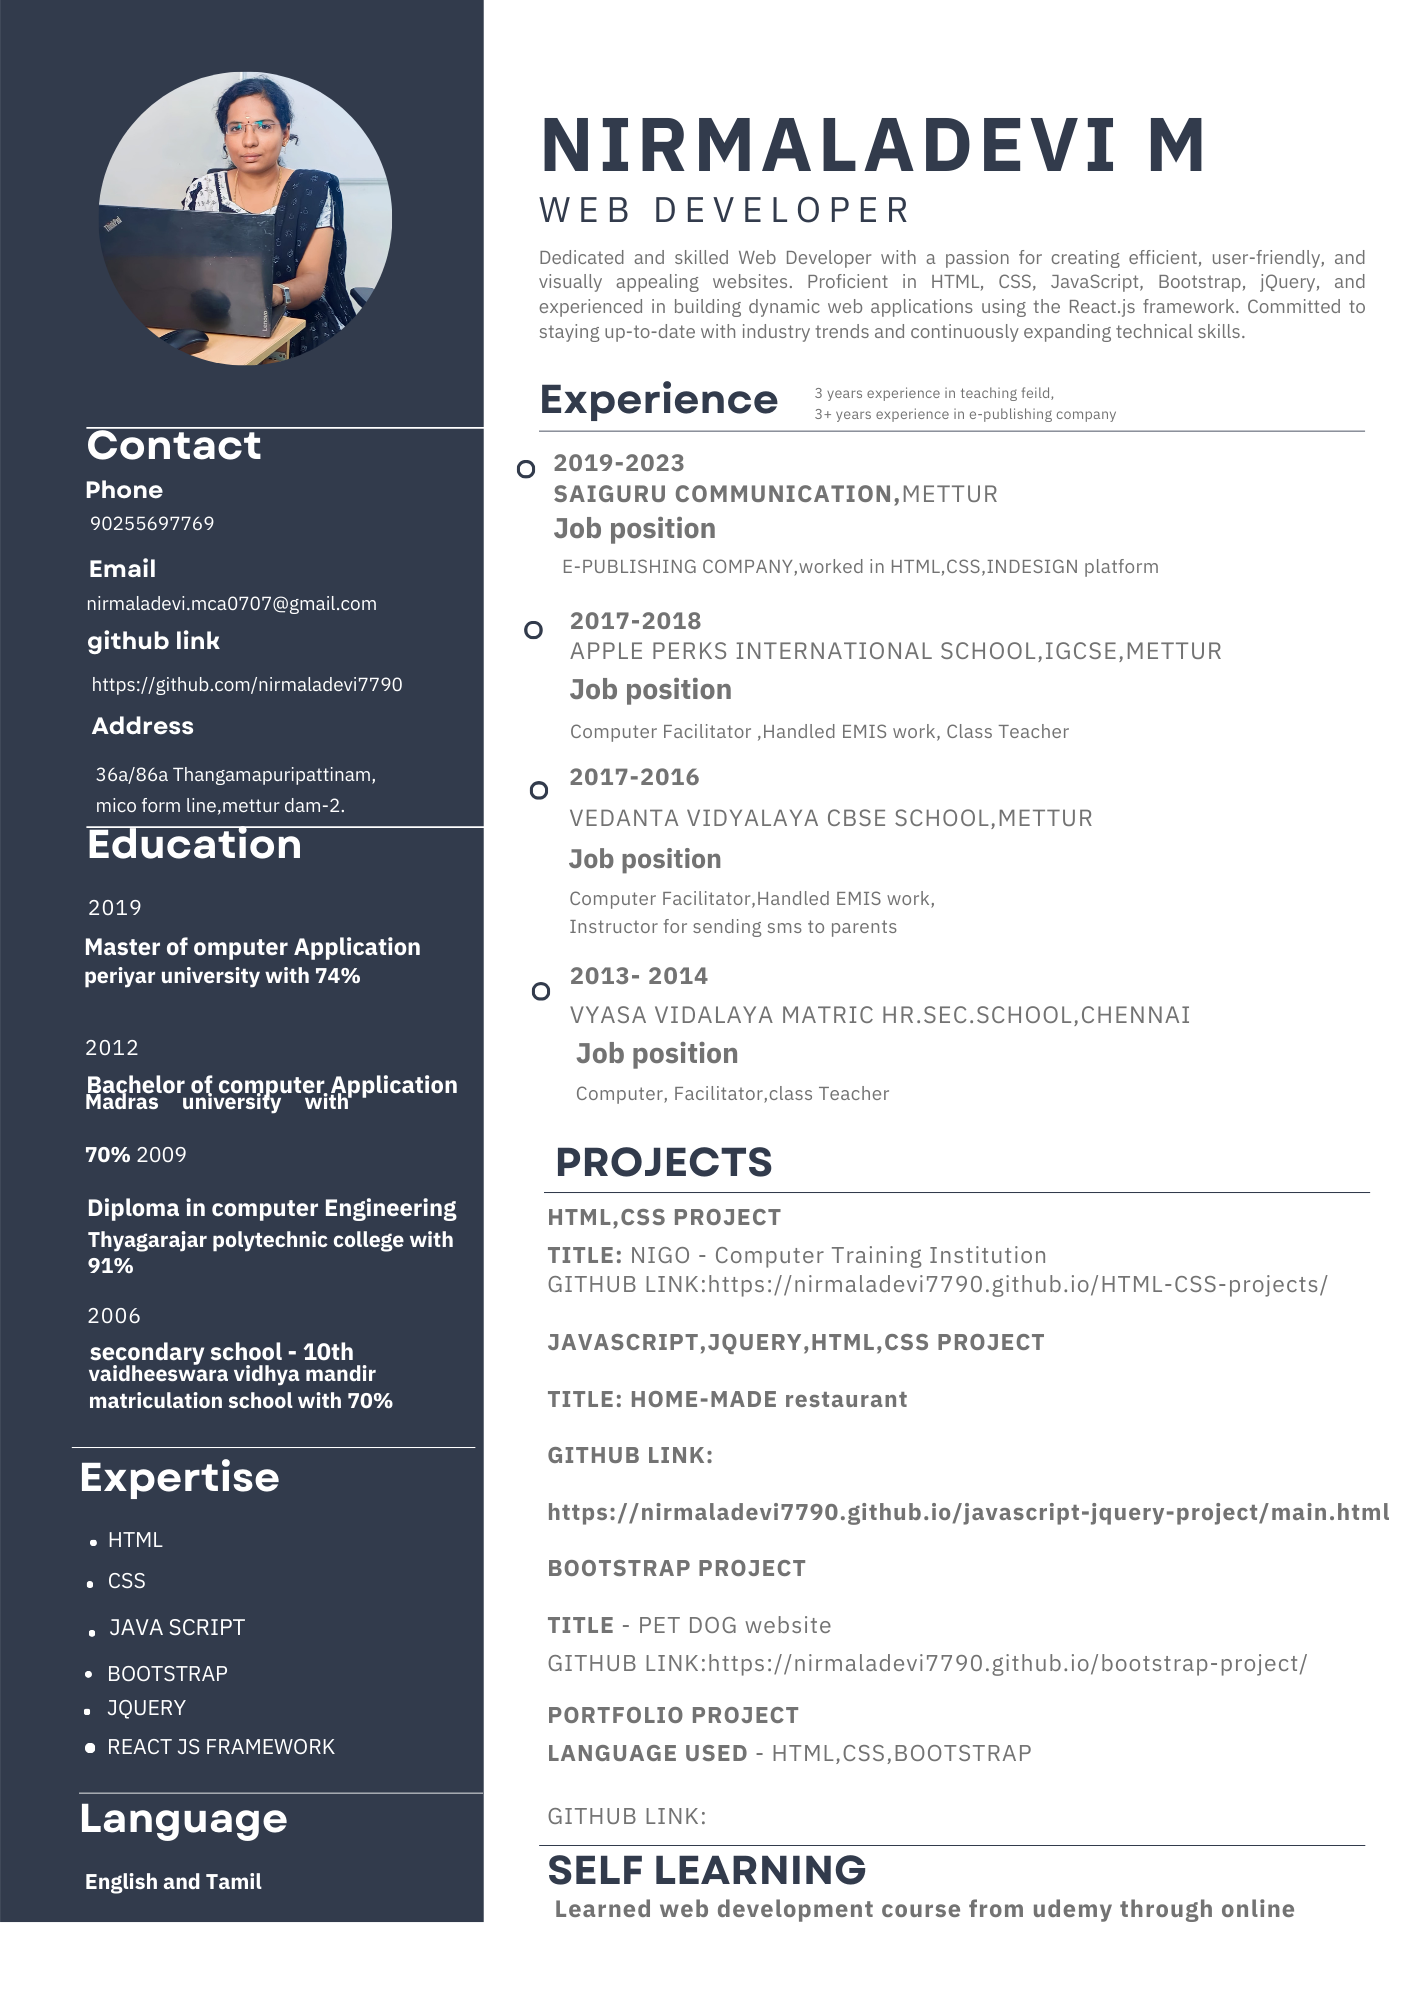 Contact
Phone
90255697769
Email
nirmaladevi.mca0707@gmail.com
github link
https://github.com/nirmaladevi7790
Address
36a/86a Thangamapuripattinam,
mico form line,mettur dam-2.
Education
2019
Master of omputer Application
periyar university with 74%
2012
Bachelor of computer Application
Madras university with
70% 2009
Diploma in computer Engineering
Thyagarajar polytechnic college with
91%
2006
secondary school - 10th
vaidheeswara vidhya mandir
matriculation school with 70%
Expertise
HTML
CSS
JAVA SCRIPT
BOOTSTRAP
JQUERY
REACT JS FRAMEWORK
Language
English and Tamil
NIRMALADEVI M
WEB DEVELOPER
Dedicated and skilled Web Developer with a passion for creating efficient, user-friendly, and
visually appealing websites. Proficient in HTML, CSS, JavaScript, Bootstrap, jQuery, and
experienced in building dynamic web applications using the React.js framework. Committed to
staying up-to-date with industry trends and continuously expanding technical skills.
Experience
3 years experience in teaching feild,
3+ years experience in e-publishing company
2019-2023
SAIGURU COMMUNICATION,METTUR
Job position
E-PUBLISHING COMPANY,worked in HTML,CSS,INDESIGN platform
2017-2018
APPLE PERKS INTERNATIONAL SCHOOL,IGCSE,METTUR
Job position
Computer Facilitator ,Handled EMIS work, Class Teacher
2017-2016
VEDANTA VIDYALAYA CBSE SCHOOL,METTUR
Job position
Computer Facilitator,Handled EMIS work,
Instructor for sending sms to parents
2013- 2014
VYASA VIDALAYA MATRIC HR.SEC.SCHOOL,CHENNAI
Job position
Computer, Facilitator,class Teacher
PROJECTS
HTML,CSS PROJECT
TITLE: NIGO - Computer Training Institution
GITHUB LINK:https://nirmaladevi7790.github.io/HTML-CSS-projects/
JAVASCRIPT,JQUERY,HTML,CSS PROJECT
TITLE: HOME-MADE restaurant
GITHUB LINK:
https://nirmaladevi7790.github.io/javascript-jquery-project/main.html
BOOTSTRAP PROJECT
TITLE - PET DOG website
GITHUB LINK:https://nirmaladevi7790.github.io/bootstrap-project/
PORTFOLIO PROJECT
LANGUAGE USED - HTML,CSS,BOOTSTRAP
GITHUB LINK:
SELF LEARNING
Learned web development course from udemy through online
ThinkPad
Lenovo